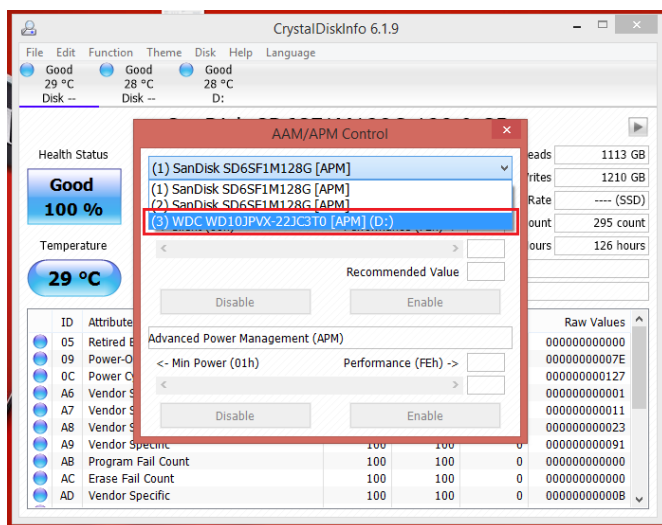 CrystalDiskInfo 6.1.9
File Edit Function Theme Disk Help Language
Good Good Good
29 °C 28 °C 28 °C
Disk -- Disk -- D:
AAM/APM Control
Health Status
Good
100 %
Temperature
29 °C
(1) SanDisk SD6SF1M128G [APM]
(1) SanDisk SD6SF1M128G [APM]
(2) SanDisk SD6SF1M128G [APM]
(3) WDC WD10JPVX-22JC3T0 [APM] (D:)
Recommended Value
Disable Enable
Advanced Power Management (APM)
<- Min Power (01h) Performance (FEh) ->
Disable Enable
1113 GB
1210 GB
Rate ---- (SSD)
295 count
126 hours
ID Attribute Raw Values
05 Retired 000000000000
09 Power-O 00000000007E
0C Power 000000000127
A6 Vendor 000000000001
A7 Vendor 000000000011
A8 Vendor 000000000023
A9 Vendor Specific 100 100 0 000000000091
AB Program Fail Count 100 100 0 000000000000
AC Erase Fail Count 100 100 0 000000000000
AD Vendor Specific 100 100 0 00000000000B